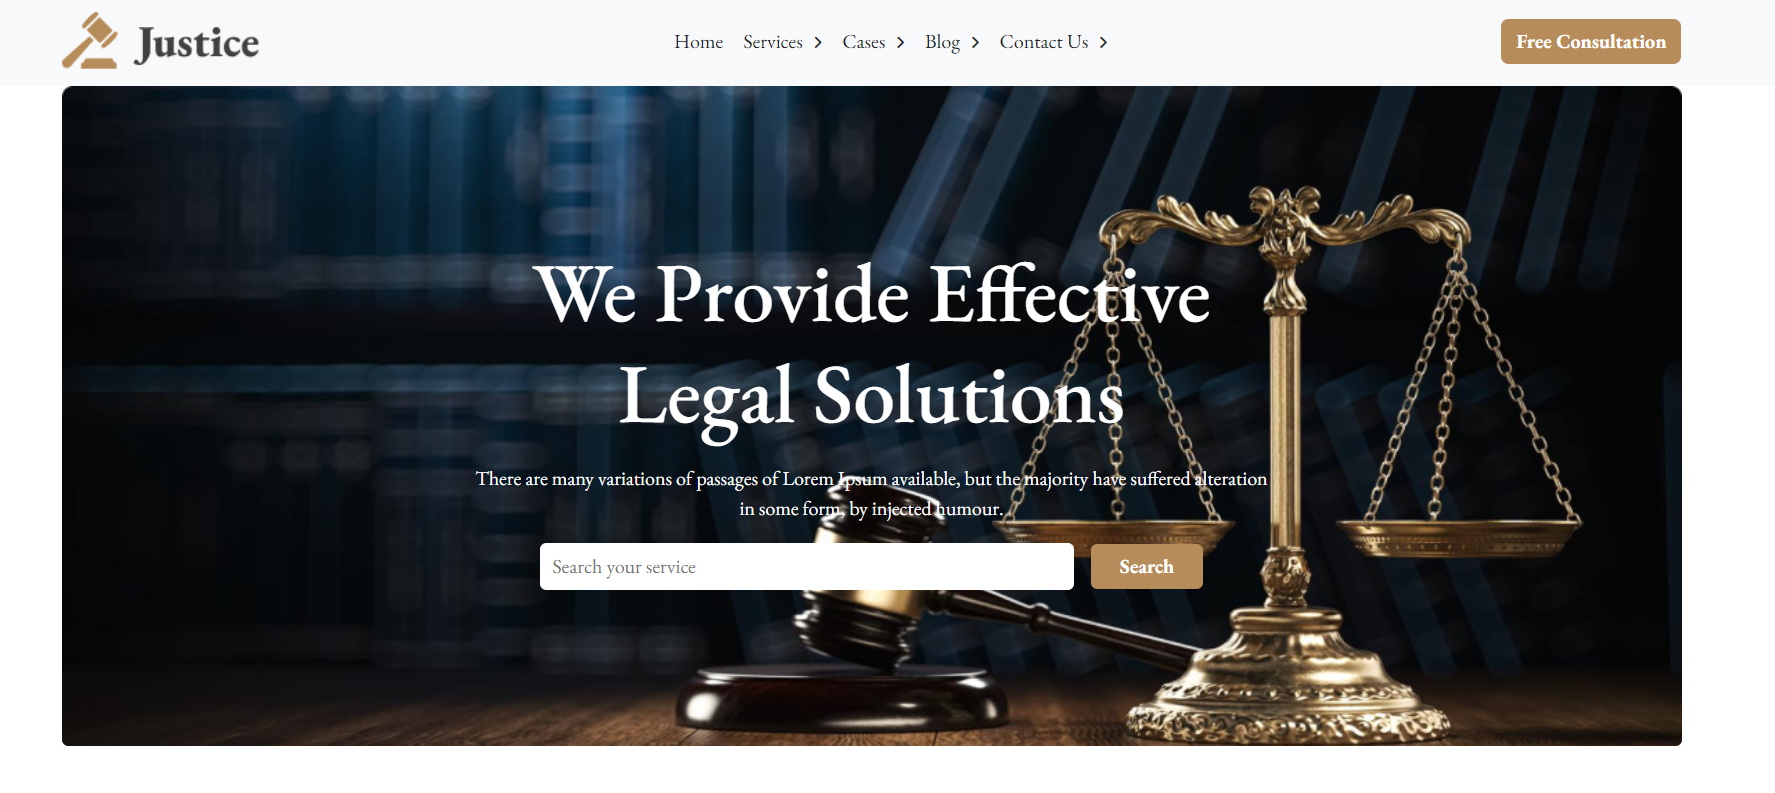 Justice
Home Services Cases Blog Contact Us
Free Consultation
We Provide Effective
Legal Solutions
There are many variations of passages of Lorem Ipsum available, but the majority have suffered alteration
in some form, by injected humour.
Search your service
Search